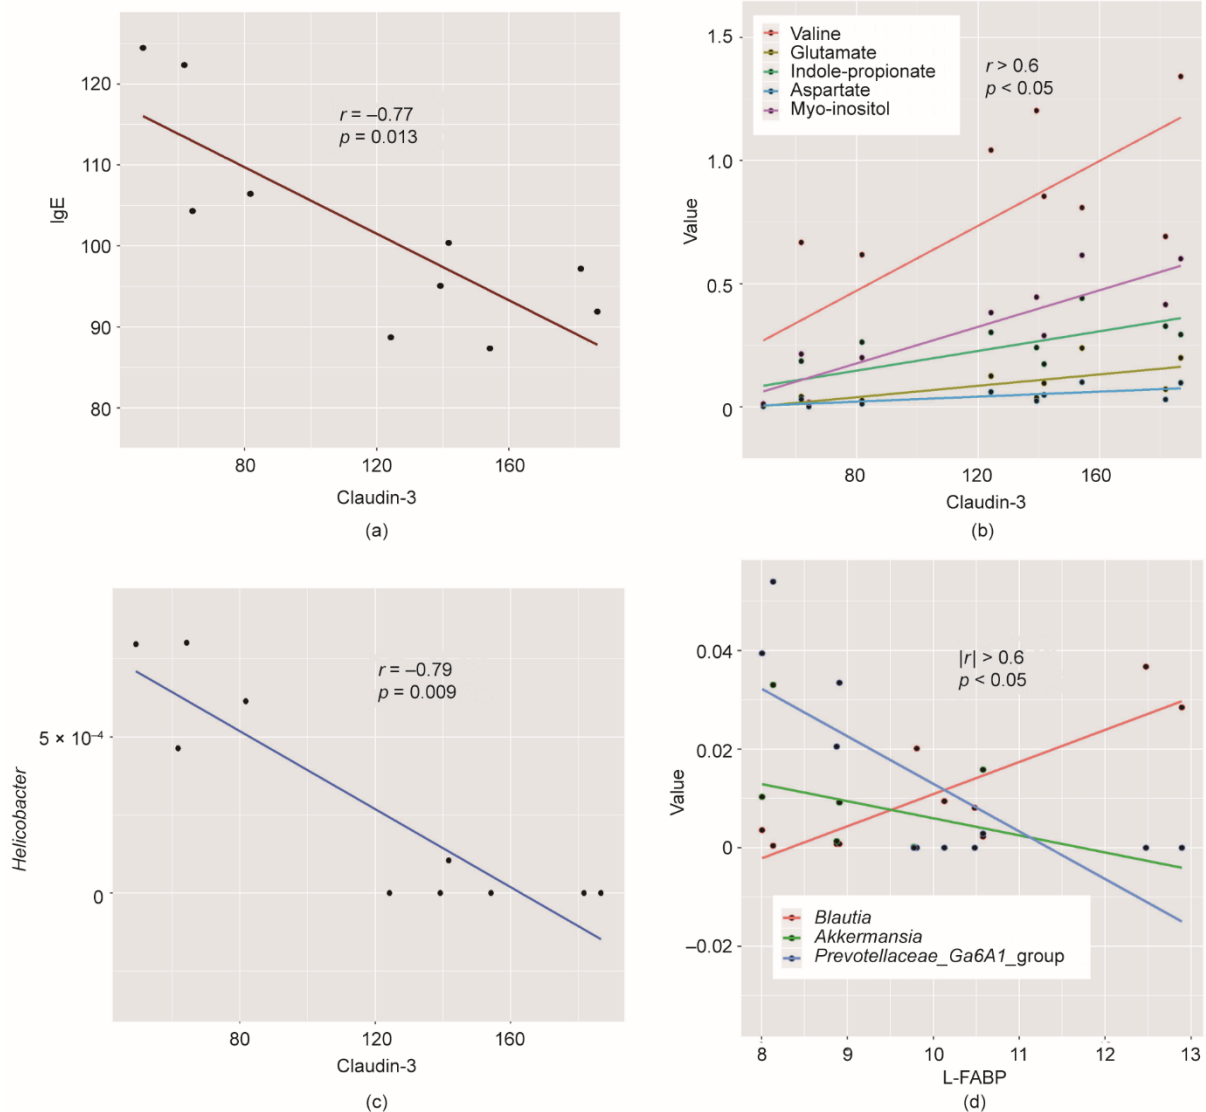 120
110
100
90
80
IgE
r = –0.77
p = 0.013
80
120
160
Claudin-3
(a)
1.5
1.0
0.5
0
Value
Valine
Glutamate
Indole-propionate
Aspartate
Myo-inositol
r > 0.6
p < 0.05
80
120
160
Claudin-3
(b)
5 × 10⁻⁴
0
Helicobacter
r = –0.79
p = 0.009
80
120
160
Claudin-3
(c)
0.04
0.02
0
–0.02
Value
|r| > 0.6
p < 0.05
Blautia
Akkermansia
Prevotellaceae_Ga6A1_group
8
9
10
11
12
13
L-FABP
(d)